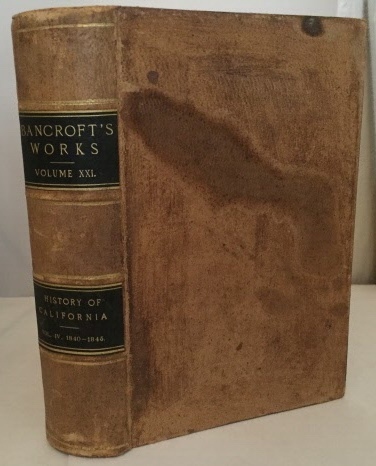 BANCROFT'S
WORKS
VOLUME XXI.
HISTORY OF
CALIFORNIA
VOL. IV. 1840–1845.